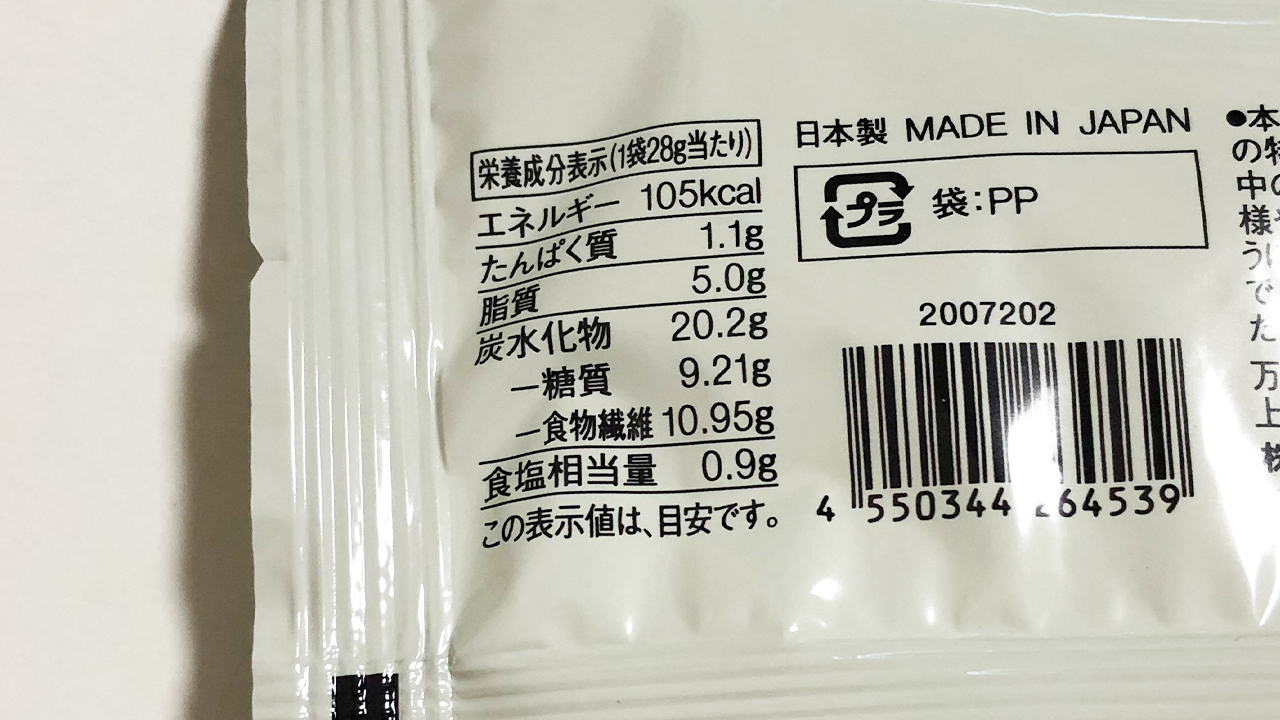 栄養成分表示(1袋28g当たり)
エネルギー 105kcal
たんぱく質 1.1g
脂質 5.0g
炭水化物 20.2g
―糖質 9.21g
―食物繊維 10.95g
食塩相当量 0.9g
この表示値は、目安です。
日本製 MADE IN JAPAN
プラ 袋:PP
2007202
4 550344 264539
●本
の特
中の
様
う
で
た
万
上
株